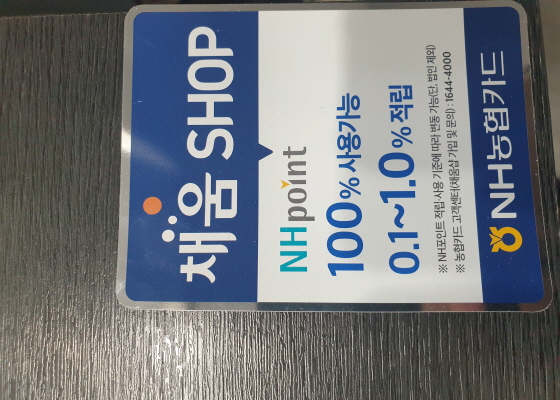 채움 SHOP
NH point
100% 사용가능
0.1~1.0% 적립
※ NH포인트 적립·사용 기준에 따라 변동 가능(단, 법인 제외)
※ 농협카드 고객센터(채움샵 가입 및 문의) : 1644-4000
NH농협카드